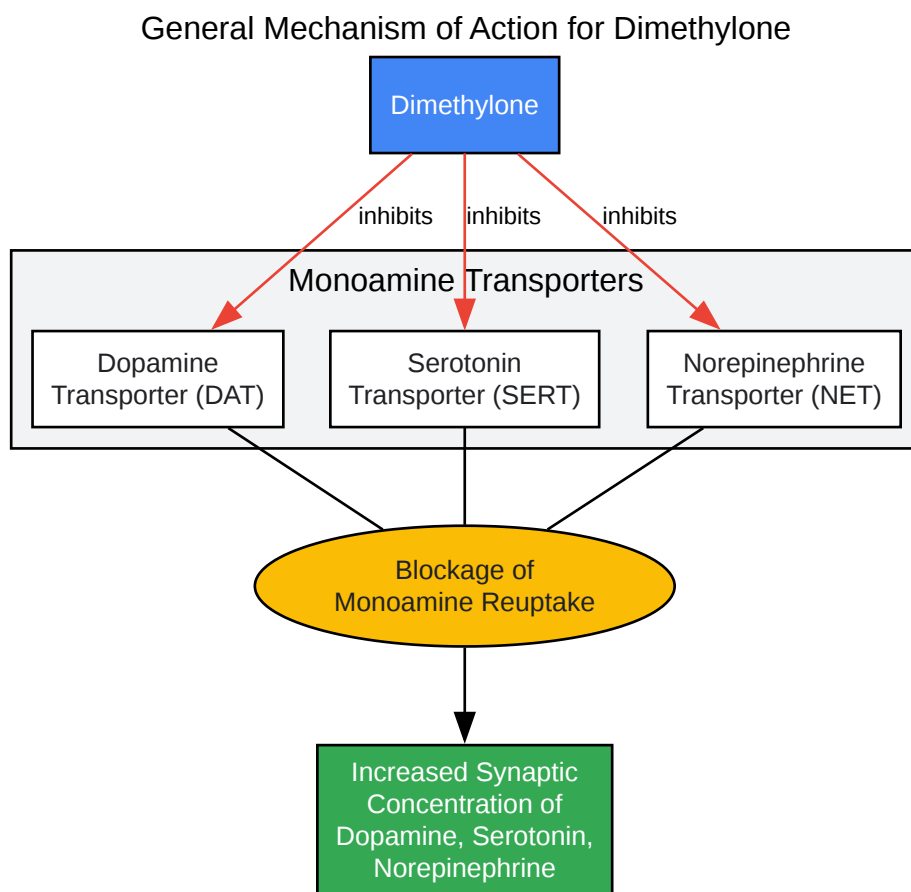 General Mechanism of Action for Dimethylone
Dimethylone
inhibits
inhibits
inhibits
Monoamine Transporters
Dopamine
Transporter (DAT)
Serotonin
Transporter (SERT)
Norepinephrine
Transporter (NET)
Blockage of
Monoamine Reuptake
Increased Synaptic
Concentration of
Dopamine, Serotonin,
Norepinephrine